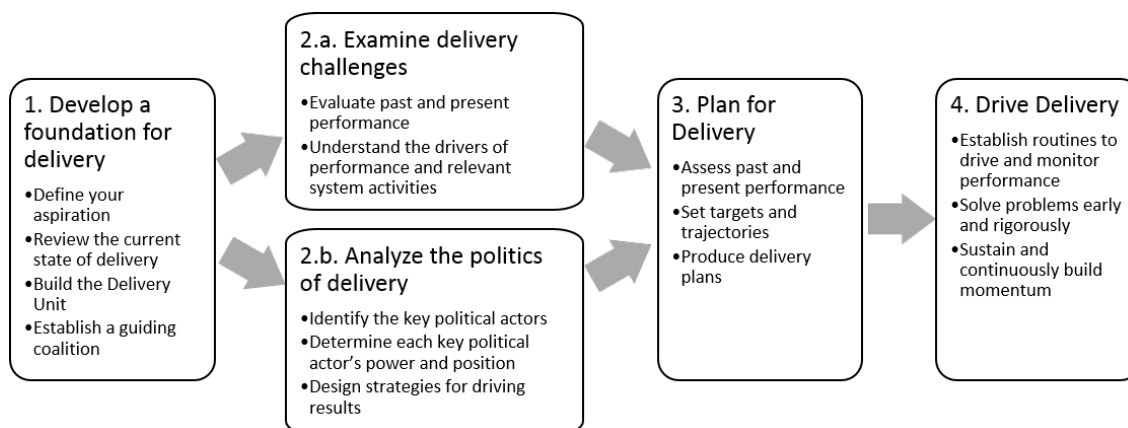 1. Develop a
foundation for
delivery
•Define your
aspiration
•Review the current
state of delivery
•Build the Delivery
Unit
•Establish a guiding
coalition
2.a. Examine delivery
challenges
•Evaluate past and present
performance
•Understand the drivers of
performance and relevant
system activities
2.b. Analyze the politics
of delivery
•Identify the key political actors
•Determine each key political
actor's power and position
•Design strategies for driving
results
3. Plan for
Delivery
•Assess past and
present performance
•Set targets and
trajectories
•Produce delivery
plans
4. Drive Delivery
•Establish routines to
drive and monitor
performance
•Solve problems early
and rigorously
•Sustain and
continuously build
momentum